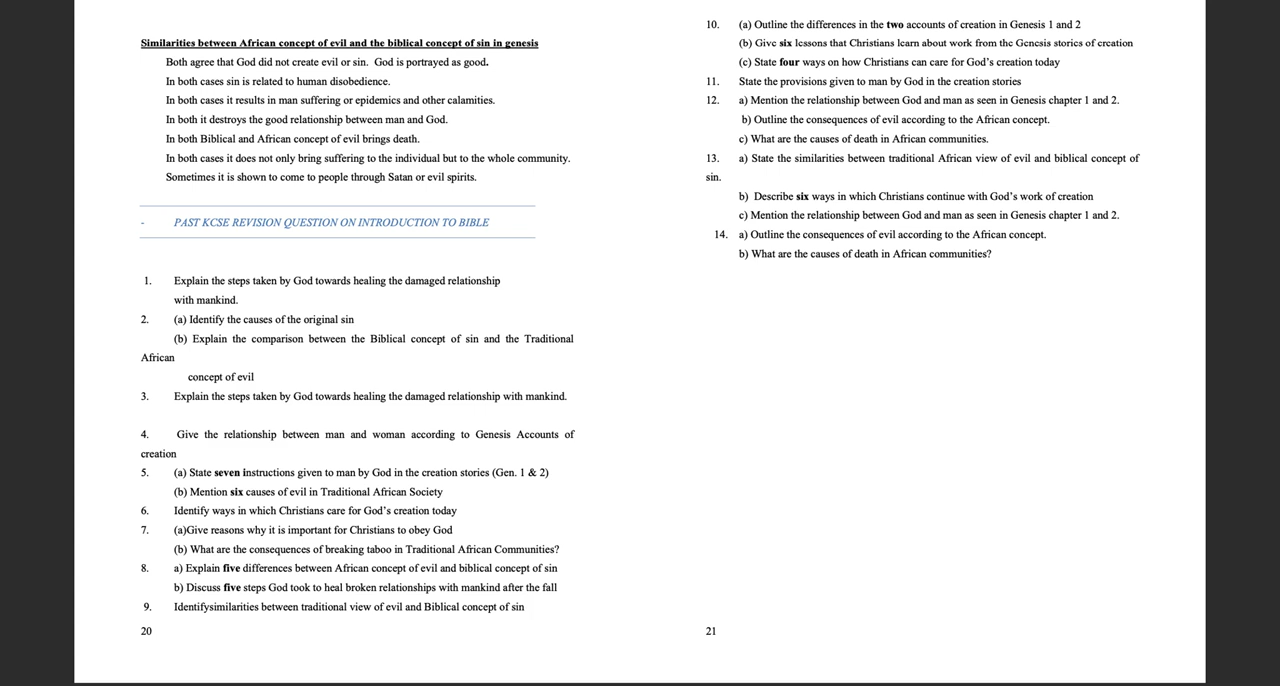 Similarities between African concept of evil and the biblical concept of sin in genesis
Both agree that God did not create evil or sin. God is portrayed as good.
In both cases sin is related to human disobedience.
In both cases it results in man suffering or epidemics and other calamities.
In both it destroys the good relationship between man and God.
In both Biblical and African concept of evil brings death.
In both cases it does not only bring suffering to the individual but to the whole community.
Sometimes it is shown to come to people through Satan or evil spirits.
- PAST KCSE REVISION QUESTION ON INTRODUCTION TO BIBLE
1. Explain the steps taken by God towards healing the damaged relationship
with mankind.
2. (a) Identify the causes of the original sin
(b) Explain the comparison between the Biblical concept of sin and the Traditional
African
concept of evil
3. Explain the steps taken by God towards healing the damaged relationship with mankind.
4. Give the relationship between man and woman according to Genesis Accounts of
creation
5. (a) State seven instructions given to man by God in the creation stories (Gen. 1 & 2)
(b) Mention six causes of evil in Traditional African Society
6. Identify ways in which Christians care for God's creation today
7. (a)Give reasons why it is important for Christians to obey God
(b) What are the consequences of breaking taboo in Traditional African Communities?
8. a) Explain five differences between African concept of evil and biblical concept of sin
b) Discuss five steps God took to heal broken relationships with mankind after the fall
9. Identifysimilarities between traditional view of evil and Biblical concept of sin
20
10. (a) Outline the differences in the two accounts of creation in Genesis 1 and 2
(b) Give six lessons that Christians learn about work from the Genesis stories of creation
(c) State four ways on how Christians can care for God's creation today
11. State the provisions given to man by God in the creation stories
12. a) Mention the relationship between God and man as seen in Genesis chapter 1 and 2.
b) Outline the consequences of evil according to the African concept.
c) What are the causes of death in African communities.
13. a) State the similarities between traditional African view of evil and biblical concept of
sin.
b) Describe six ways in which Christians continue with God's work of creation
c) Mention the relationship between God and man as seen in Genesis chapter 1 and 2.
14. a) Outline the consequences of evil according to the African concept.
b) What are the causes of death in African communities?
21